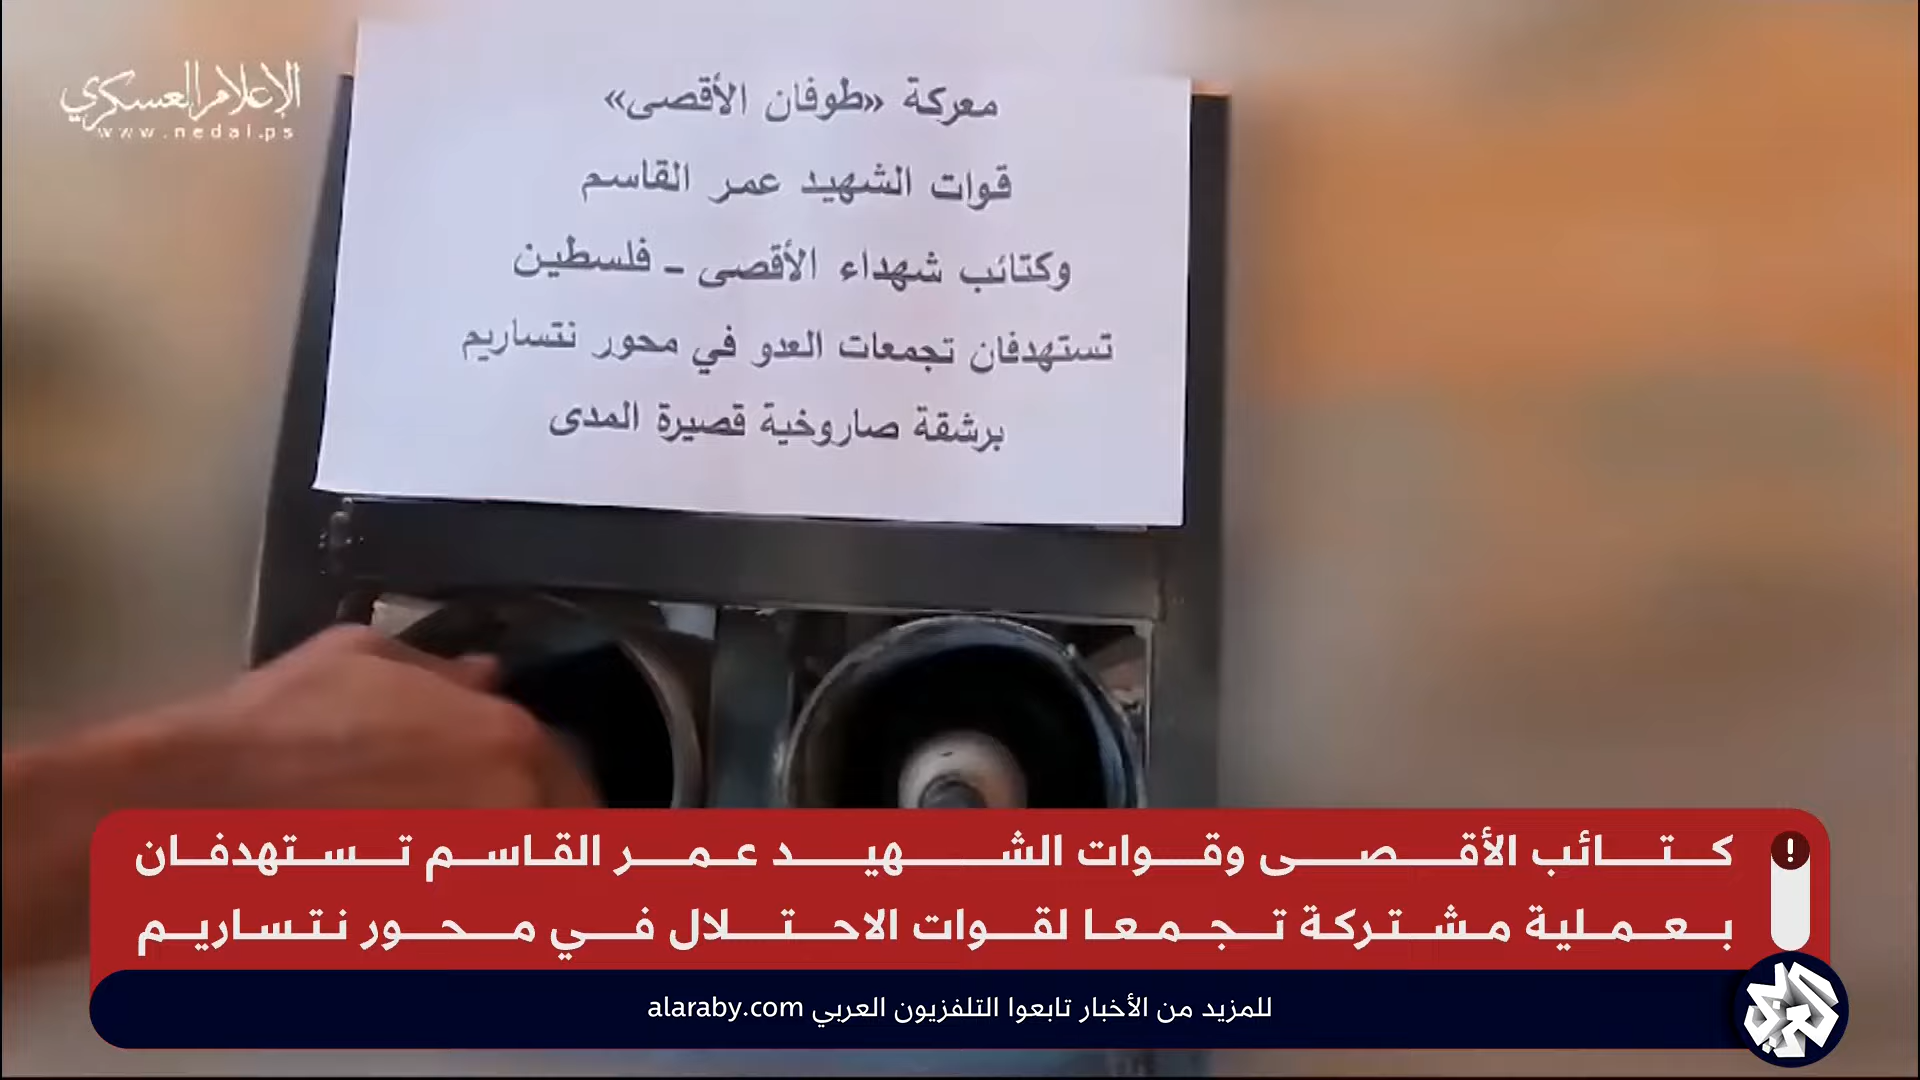 الإعلام العسكري
www.nedal.ps
معركة «طوفان الأقصى»
قوات الشهيد عمر القاسم
وكتائب شهداء الأقصى - فلسطين
تستهدفان تجمعات العدو في محور نتساريم
برشقة صاروخية قصيرة المدى
كتائب الأقصى وقوات الشهيد عمر القاسم تستهدفان
بعملية مشتركة تجمعا لقوات الاحتلال في محور نتساريم
للمزيد من الأخبار تابعوا التلفزيون العربي alaraby.com
العربي